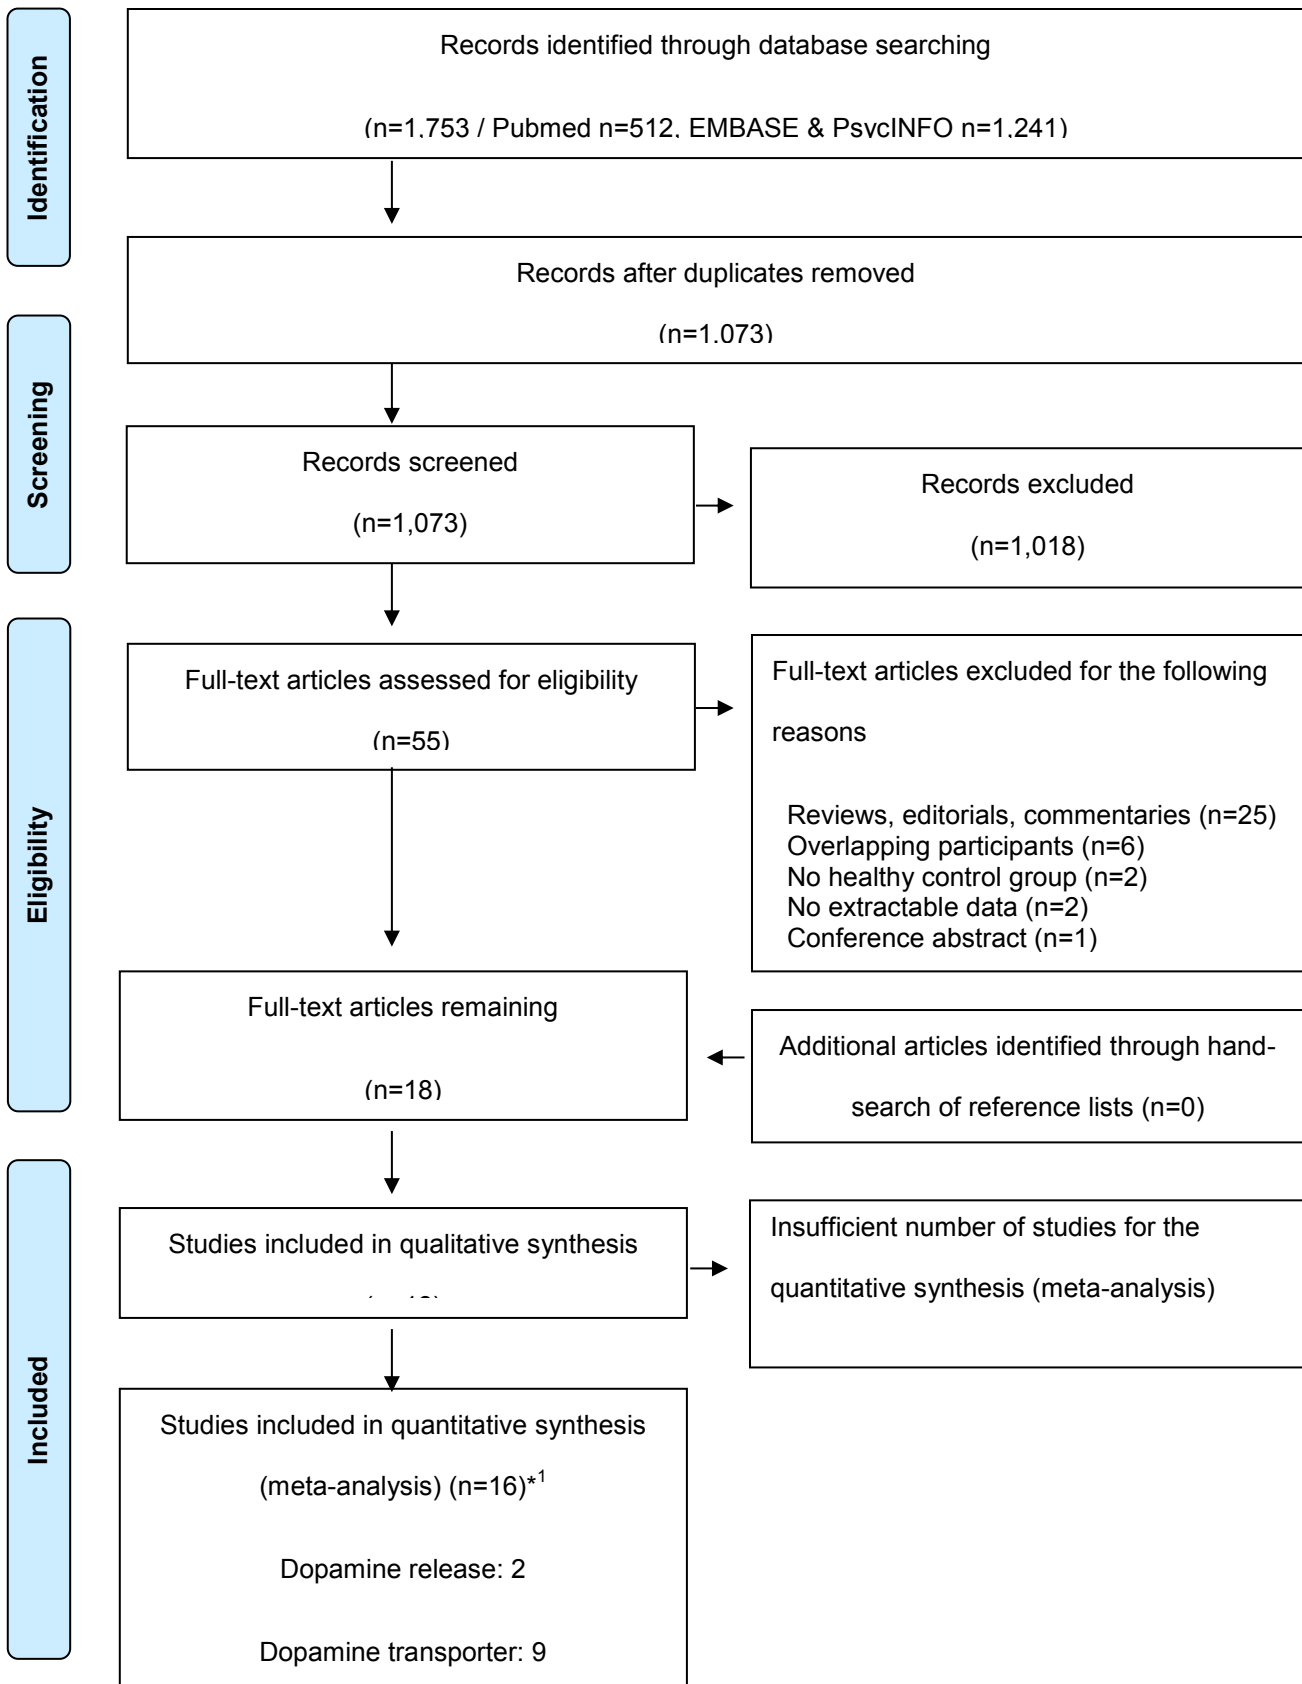 Identification
Records identified through database searching
(n=1,753 / Pubmed n=512, EMBASE & PsycINFO n=1,241)
Records after duplicates removed
(n=1,073)
Screening
Records screened
(n=1,073)
Records excluded
(n=1,018)
Eligibility
Full-text articles assessed for eligibility
(n=55)
Full-text articles excluded for the following
reasons
Reviews, editorials, commentaries (n=25)
Overlapping participants (n=6)
No healthy control group (n=2)
No extractable data (n=2)
Conference abstract (n=1)
Full-text articles remaining
(n=18)
Additional articles identified through hand-
search of reference lists (n=0)
Included
Studies included in qualitative synthesis
Insufficient number of studies for the
quantitative synthesis (meta-analysis)
Studies included in quantitative synthesis
(meta-analysis) (n=16)*1
Dopamine release: 2
Dopamine transporter: 9